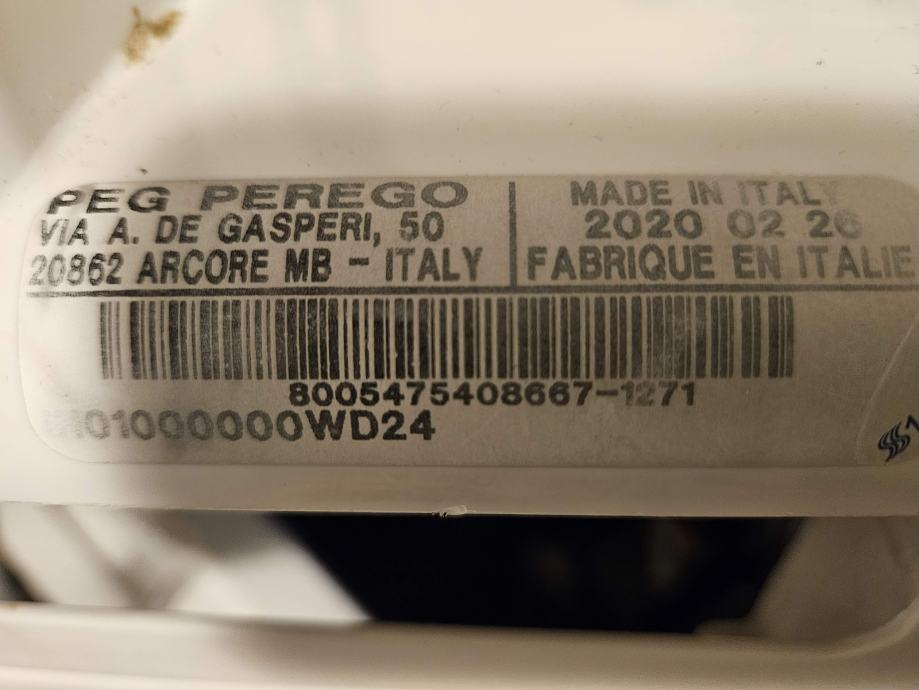 PEG PEREGO
VIA A. DE GASPERI, 50
20862 ARCORE MB - ITALY
MADE IN ITALY
2020 02 26
FABRIQUE EN ITALIE
8005475408667-1271